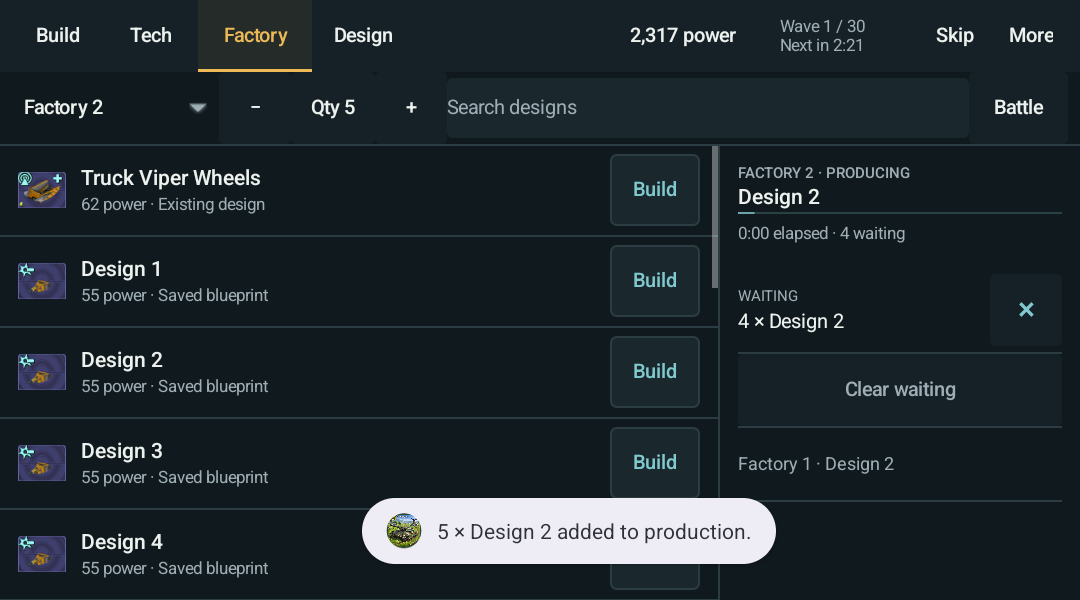 Build
Tech
Factory
Design
2,317 power
Wave 1 / 30
Next in 2:21
Skip
More
Factory 2
−
Qty 5
+
Search designs
Battle
Truck Viper Wheels
62 power · Existing design
Build
Design 1
55 power · Saved blueprint
Build
Design 2
55 power · Saved blueprint
Build
Design 3
55 power · Saved blueprint
Build
Design 4
55 power · Saved blueprint
FACTORY 2 · PRODUCING
Design 2
0:00 elapsed · 4 waiting
WAITING
4 × Design 2
×
Clear waiting
Factory 1 · Design 2
5 × Design 2 added to production.